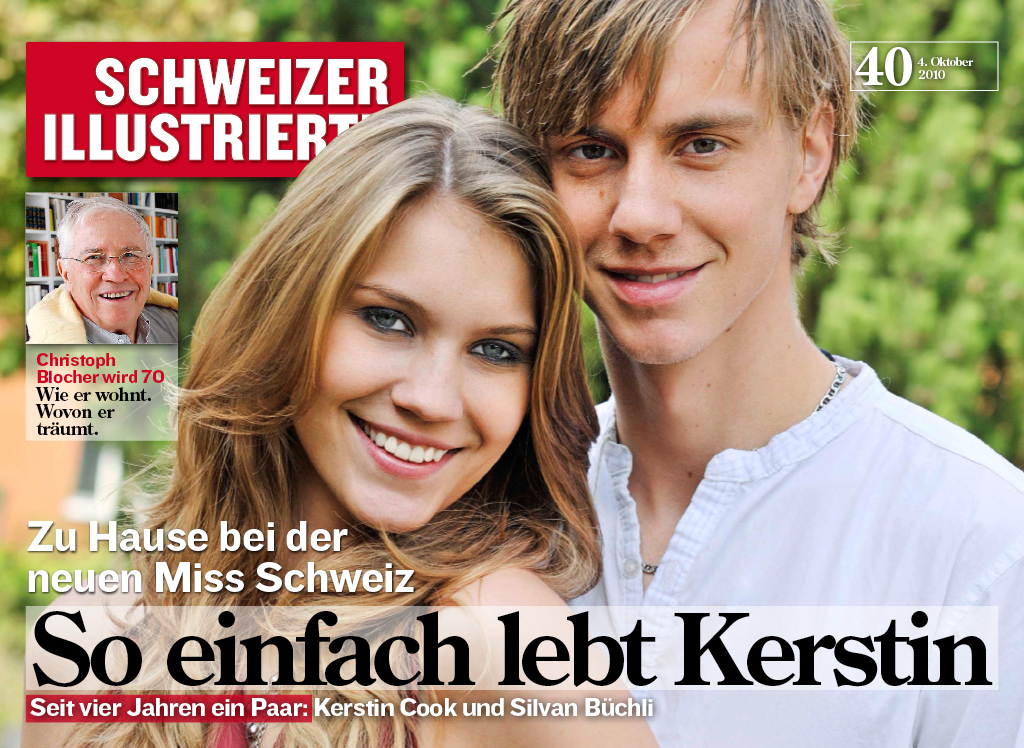 SCHWEIZER
ILLUSTRIERTE
40
4. Oktober
2010
Christoph
Blocher wird 70
Wie er wohnt.
Wovon er
träumt.
Zu Hause bei der
neuen Miss Schweiz
So einfach lebt Kerstin
Seit vier Jahren ein Paar: Kerstin Cook und Silvan Büchli